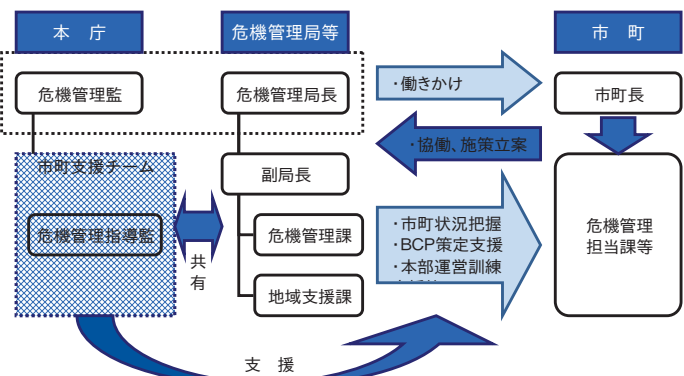 本 庁
危機管理局等
市 町
危機管理監
危機管理局長
・働きかけ
市町長
・協働、施策立案
市町支援チーム
副局長
危機管理指導監
共有
危機管理課
地域支援課
・市町状況把握
・BCP策定支援
・本部運営訓練
危機管理
担当課等
支 援